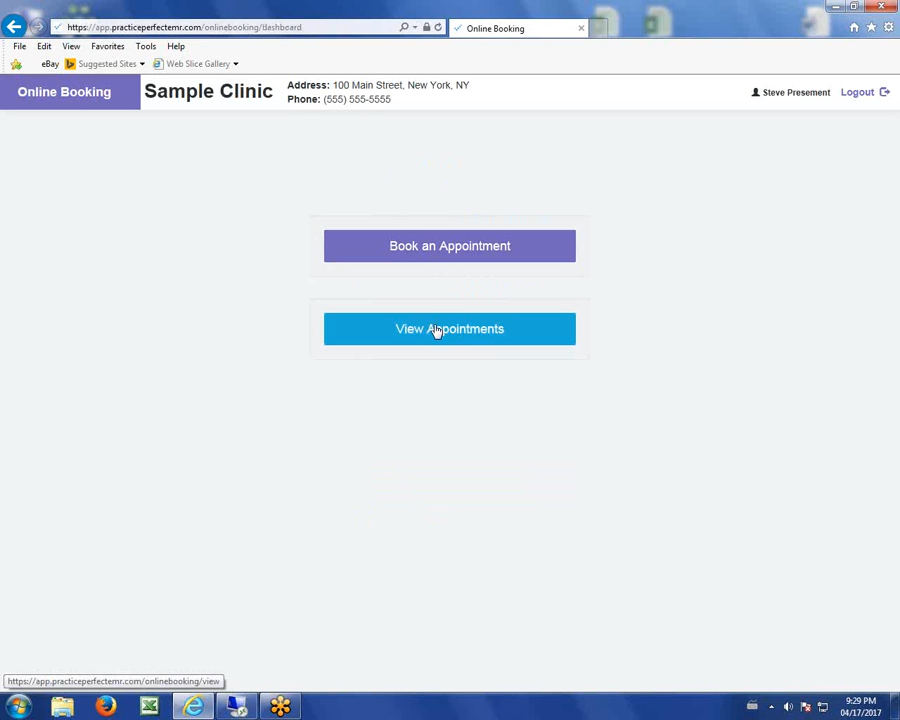 https://app.practiceperfectemr.com/onlinebooking/dashboard
Online Booking
File Edit View Favorites Tools Help
eBay Suggested Sites Web Slice Gallery
Online Booking
Sample Clinic
Address: 100 Main Street, New York, NY
Phone: (555) 555-5555
Steve Presement
Logout
Book an Appointment
View Appointments
https://app.practiceperfectemr.com/onlinebooking/view
9:29 PM
04/17/2017